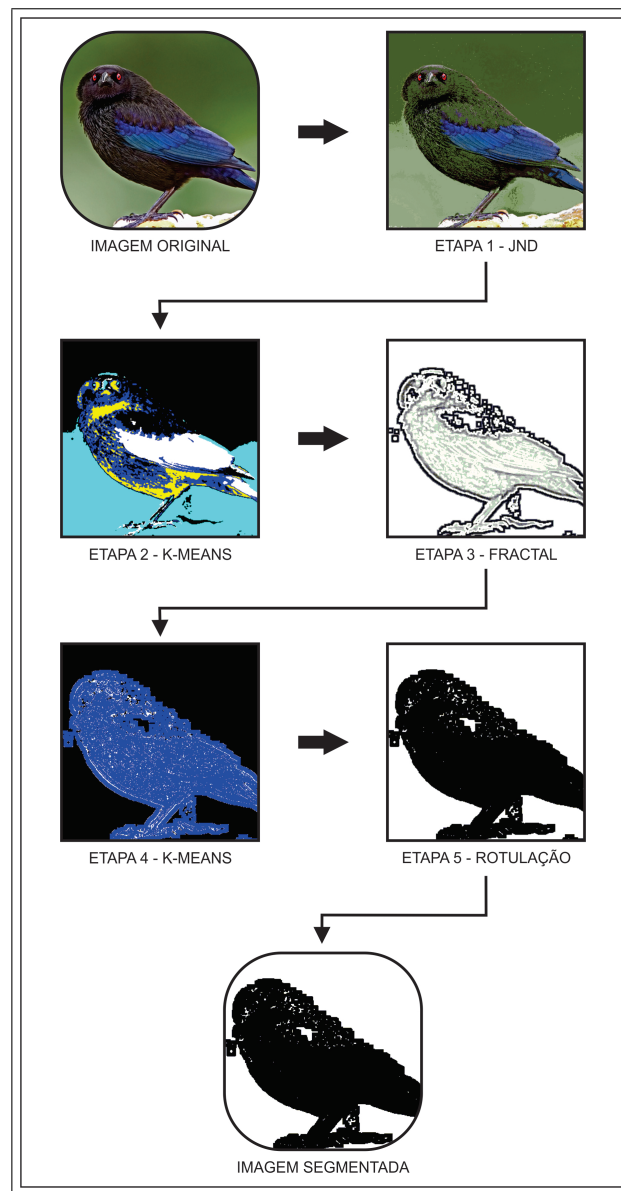 IMAGEM ORIGINAL
ETAPA 1 - JND
ETAPA 2 - K-MEANS
ETAPA 3 - FRACTAL
ETAPA 4 - K-MEANS
ETAPA 5 - ROTULAÇÃO
IMAGEM SEGMENTADA